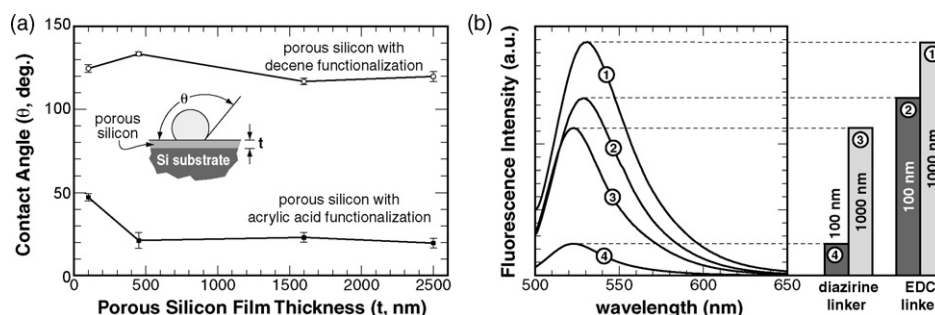 (a)
150
100
50
0
Contact Angle (θ, deg.)
porous silicon with
decene functionalization
θ
porous
silicon
t
Si substrate
porous silicon with
acrylic acid functionalization
0 500 1000 1500 2000 2500
Porous Silicon Film Thickness (t, nm)
(b)
Fluorescence Intensity (a.u.)
1
2
3
4
500 550 600 650
wavelength (nm)
1
2
3
4
100 nm
1000 nm
100 nm
1000 nm
diazirine
linker
EDC
linke